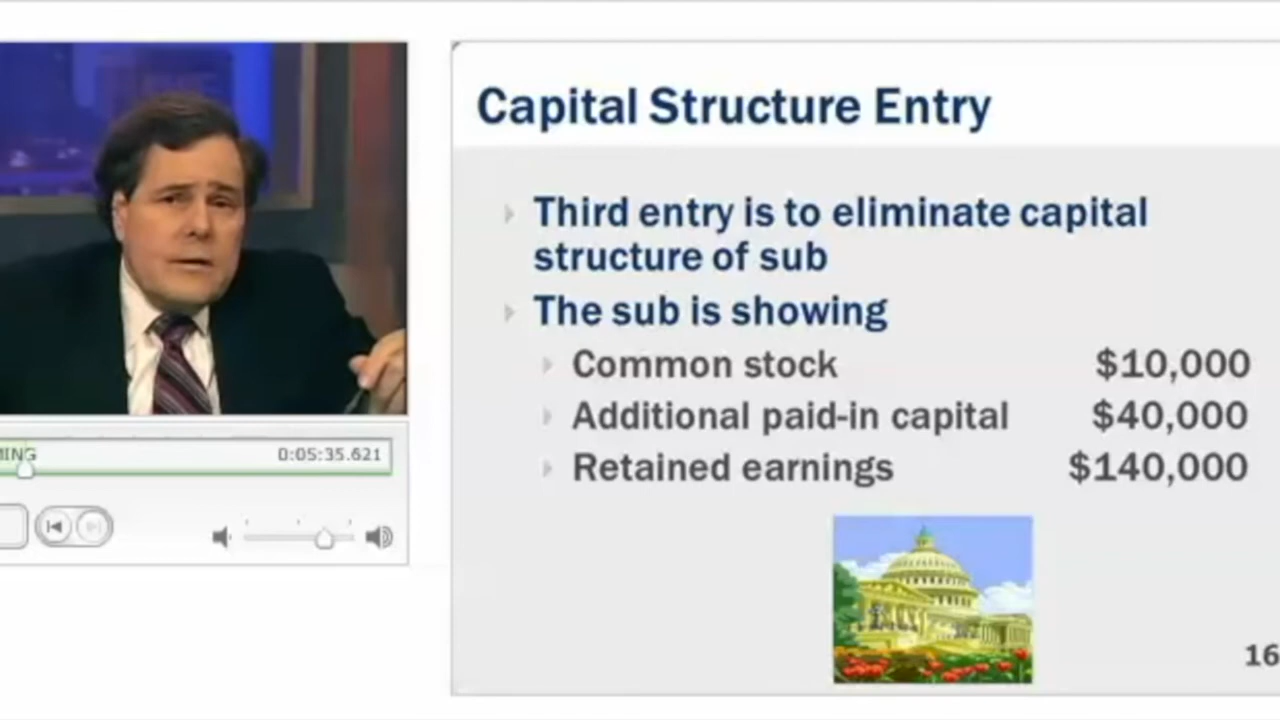 Capital Structure Entry
Third entry is to eliminate capital
structure of sub
The sub is showing
Common stock $10,000
Additional paid-in capital $40,000
Retained earnings $140,000
0:05:35.621
16